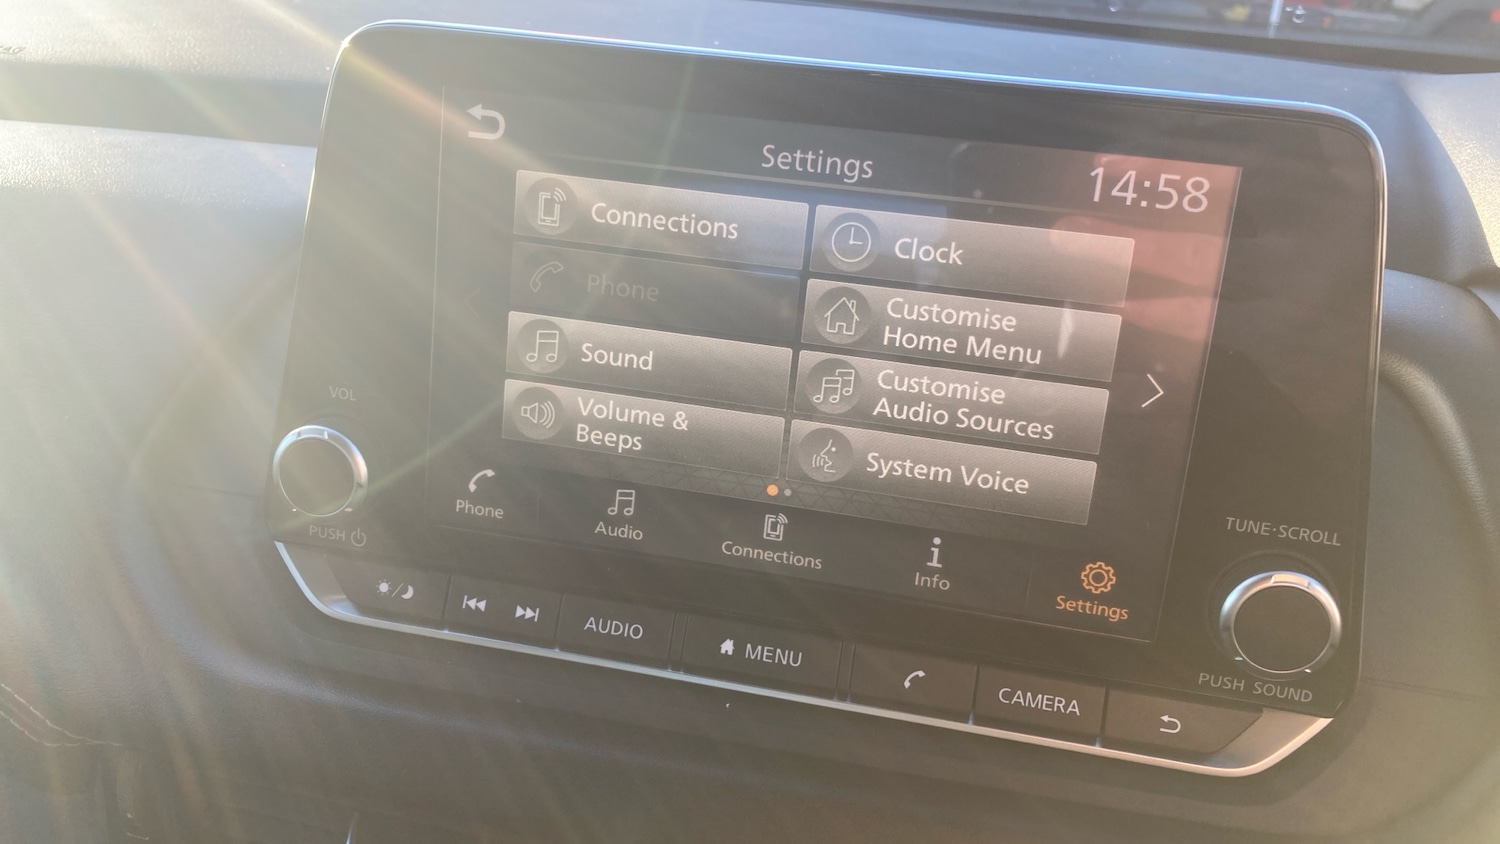 Settings
14:58
Connections
Clock
Phone
Customise
Home Menu
Sound
Customise
Audio Sources
Volume &
Beeps
System Voice
Phone
Audio
Connections
Info
Settings
VOL
PUSH
TUNE·SCROLL
PUSH SOUND
AUDIO
MENU
CAMERA